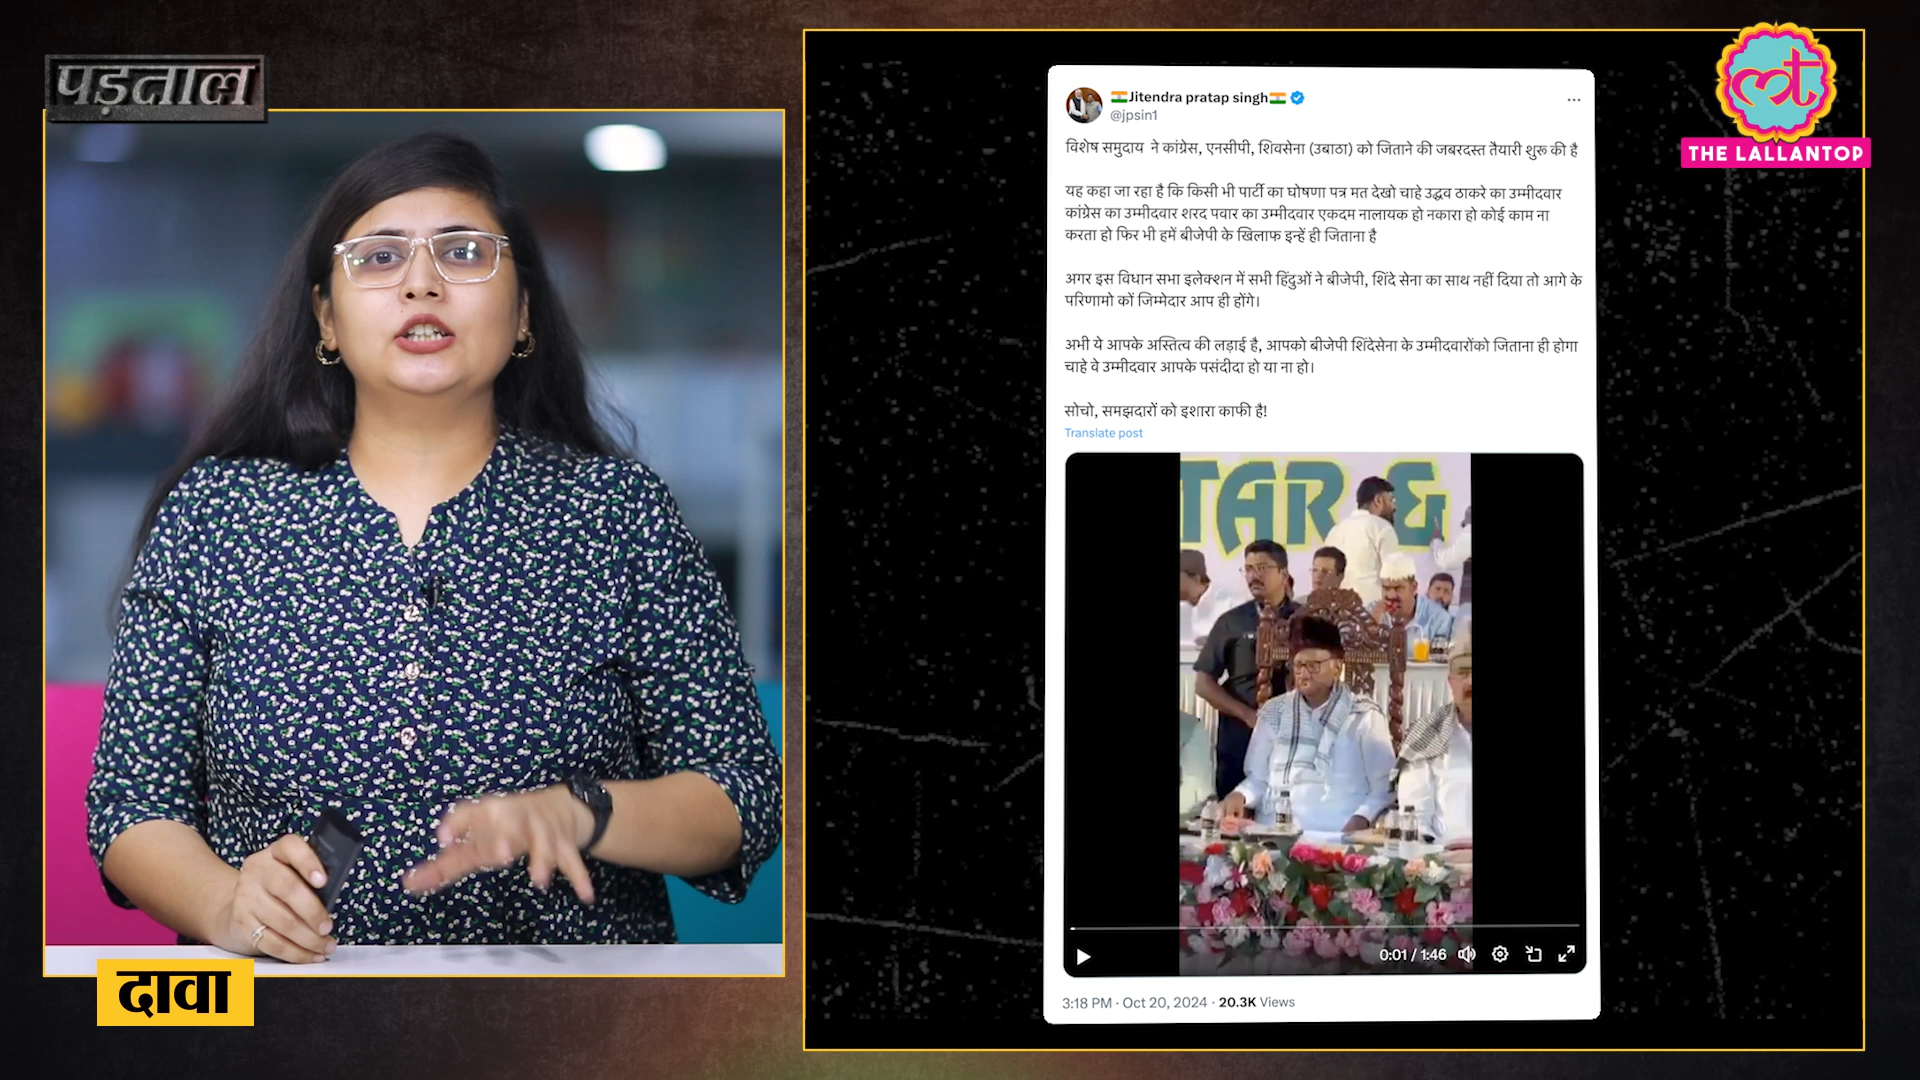 पड़ताल
THE LALLANTOP
Jitendra pratap singh
@jpsin1
विशेष समुदाय ने कांग्रेस, एनसीपी, शिवसेना (उबाठा) को जिताने की जबरदस्त तैयारी शुरू की है
यह कहा जा रहा है कि किसी भी पार्टी का घोषणा पत्र मत देखो चाहे उद्धव ठाकरे का उम्मीदवार
कांग्रेस का उम्मीदवार शरद पवार का उम्मीदवार एकदम नालायक हो नकारा हो कोई काम ना
करता हो फिर भी हमें बीजेपी के खिलाफ इन्हें ही जिताना है
अगर इस विधान सभा इलेक्शन में सभी हिंदुओं ने बीजेपी, शिंदे सेना का साथ नहीं दिया तो आगे के
परिणामो कों जिम्मेदार आप ही होंगे।
अभी ये आपके अस्तित्व की लड़ाई है, आपको बीजेपी शिंदेसेना के उम्मीदवारोंको जिताना ही होगा
चाहे वे उम्मीदवार आपके पसंदीदा हो या ना हो।
सोचो, समझदारों को इशारा काफी है!
Translate post
TAR &
0:01 / 1:46
3:18 PM · Oct 20, 2024 · 20.3K Views
दावा